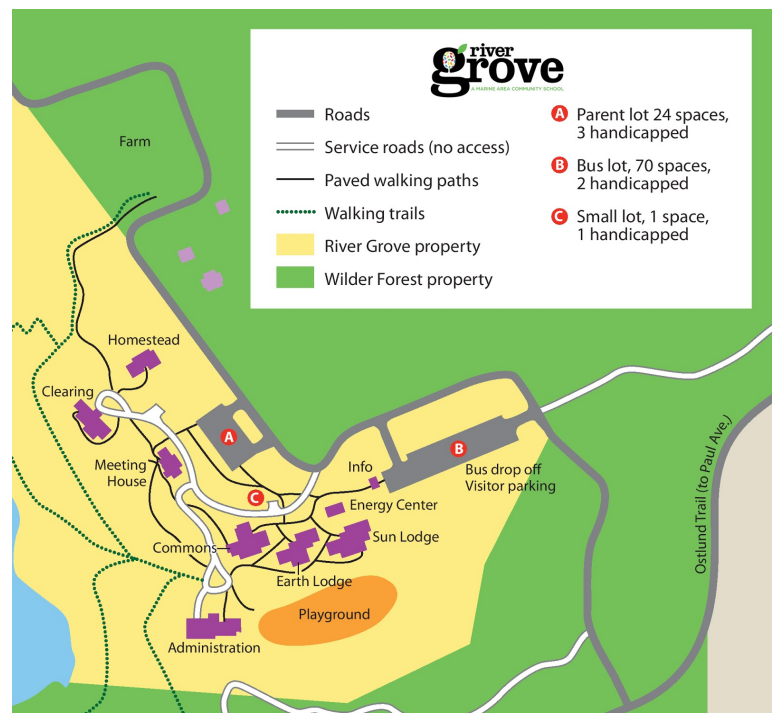 river
grove
A MARINE AREA COMMUNITY SCHOOL
Roads
Service roads (no access)
Paved walking paths
Walking trails
River Grove property
Wilder Forest property
A Parent lot 24 spaces,
3 handicapped
B Bus lot, 70 spaces,
2 handicapped
C Small lot, 1 space,
1 handicapped
Farm
Homestead
Clearing
A
Meeting
House
Info
B
Bus drop off
Visitor parking
C
Energy Center
Commons
Sun Lodge
Earth Lodge
Playground
Administration
Ostlund Trail (to Paul Ave.)